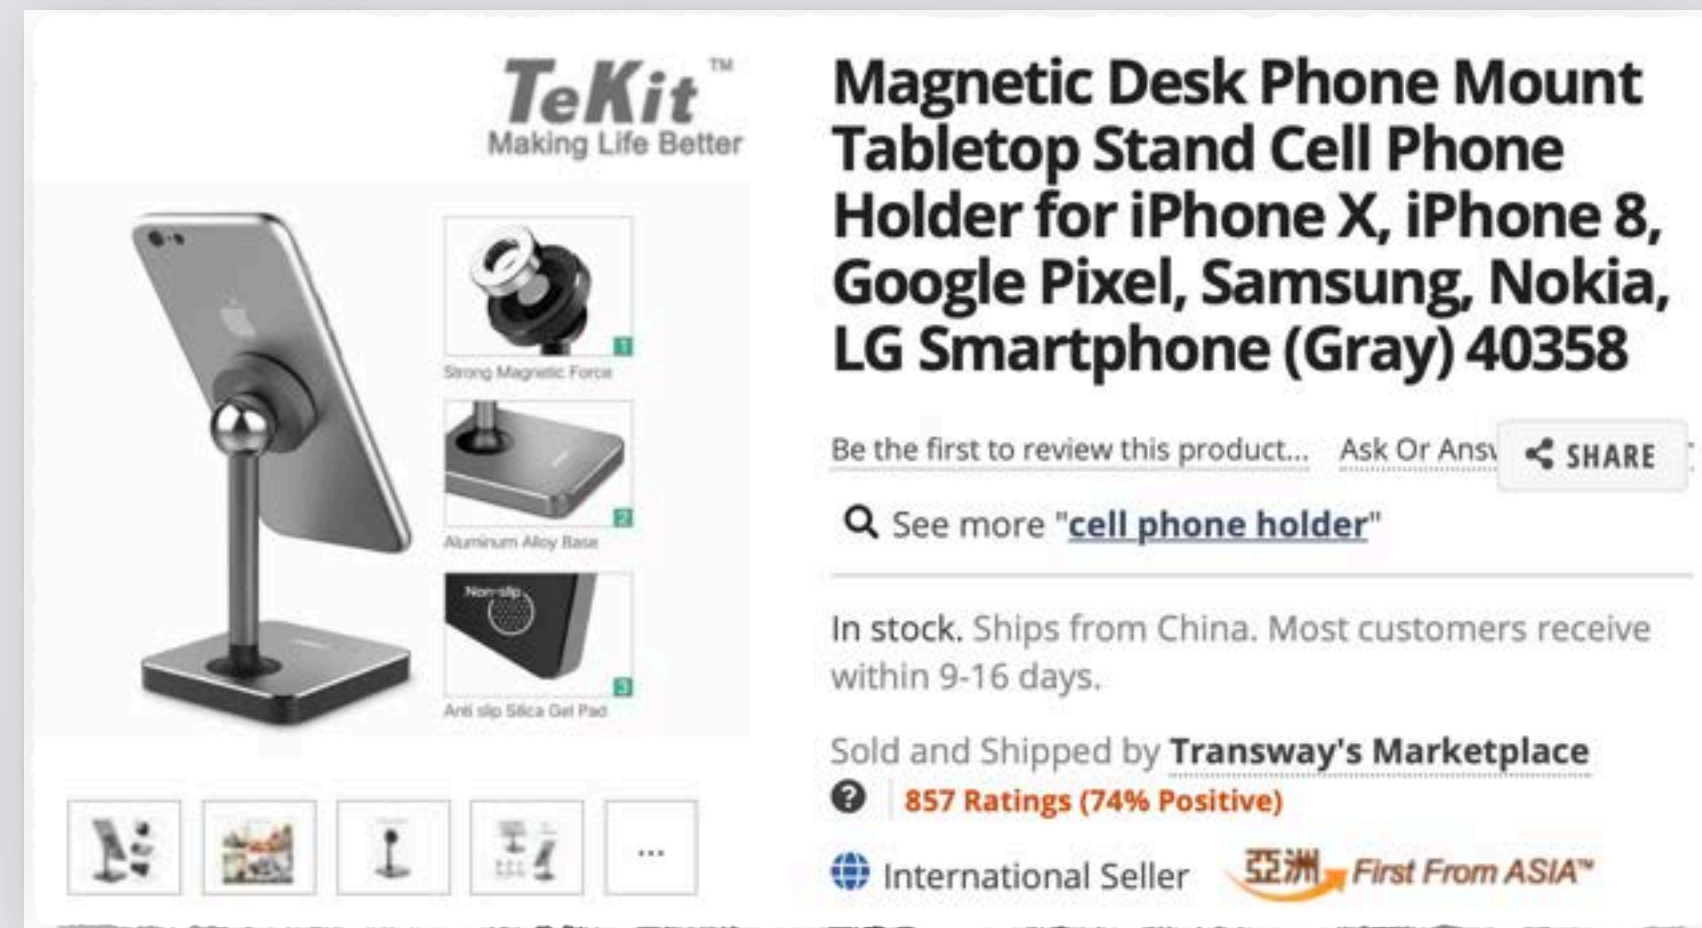 TeKit™
Making Life Better
1
Strong Magnetic Force
2
Aluminum Alloy Base
Non-slip
3
Anti slip Silica Gel Pad
...
Magnetic Desk Phone Mount
Tabletop Stand Cell Phone
Holder for iPhone X, iPhone 8,
Google Pixel, Samsung, Nokia,
LG Smartphone (Gray) 40358
Be the first to review this product... Ask Or Answ SHARE
See more "cell phone holder"
In stock. Ships from China. Most customers receive
within 9-16 days.
Sold and Shipped by Transway's Marketplace
? 857 Ratings (74% Positive)
International Seller 亞洲 First From ASIA™